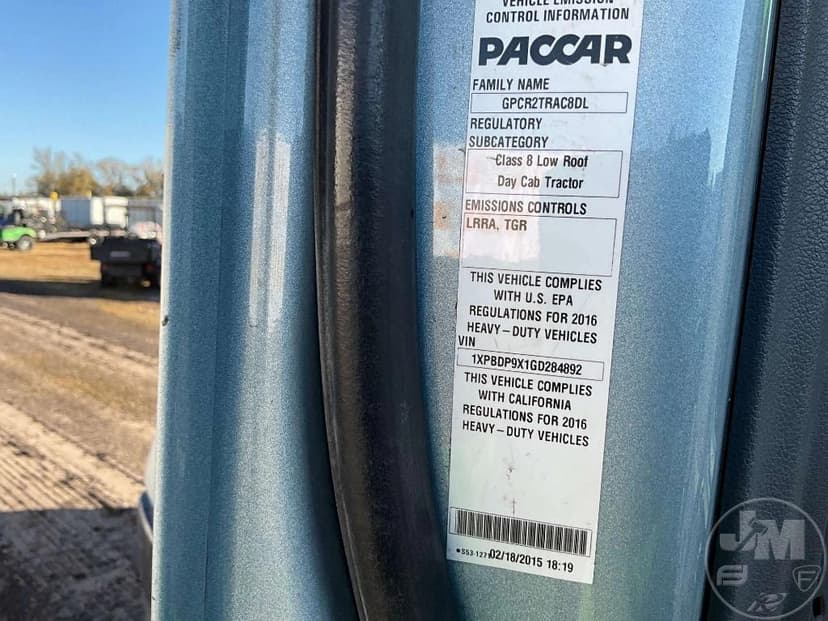 VEHICLE EMISSION
CONTROL INFORMATION
PACCAR
FAMILY NAME
GPCR2TRAC8DL
REGULATORY
SUBCATEGORY
Class 8 Low Roof
Day Cab Tractor
EMISSIONS CONTROLS
LRRA, TGR
THIS VEHICLE COMPLIES
WITH U.S. EPA
REGULATIONS FOR 2016
HEAVY-DUTY VEHICLES
VIN
1XPBDP9X1GD284892
THIS VEHICLE COMPLIES
WITH CALIFORNIA
REGULATIONS FOR 2016
HEAVY-DUTY VEHICLES
02/18/2015 18:19
JM